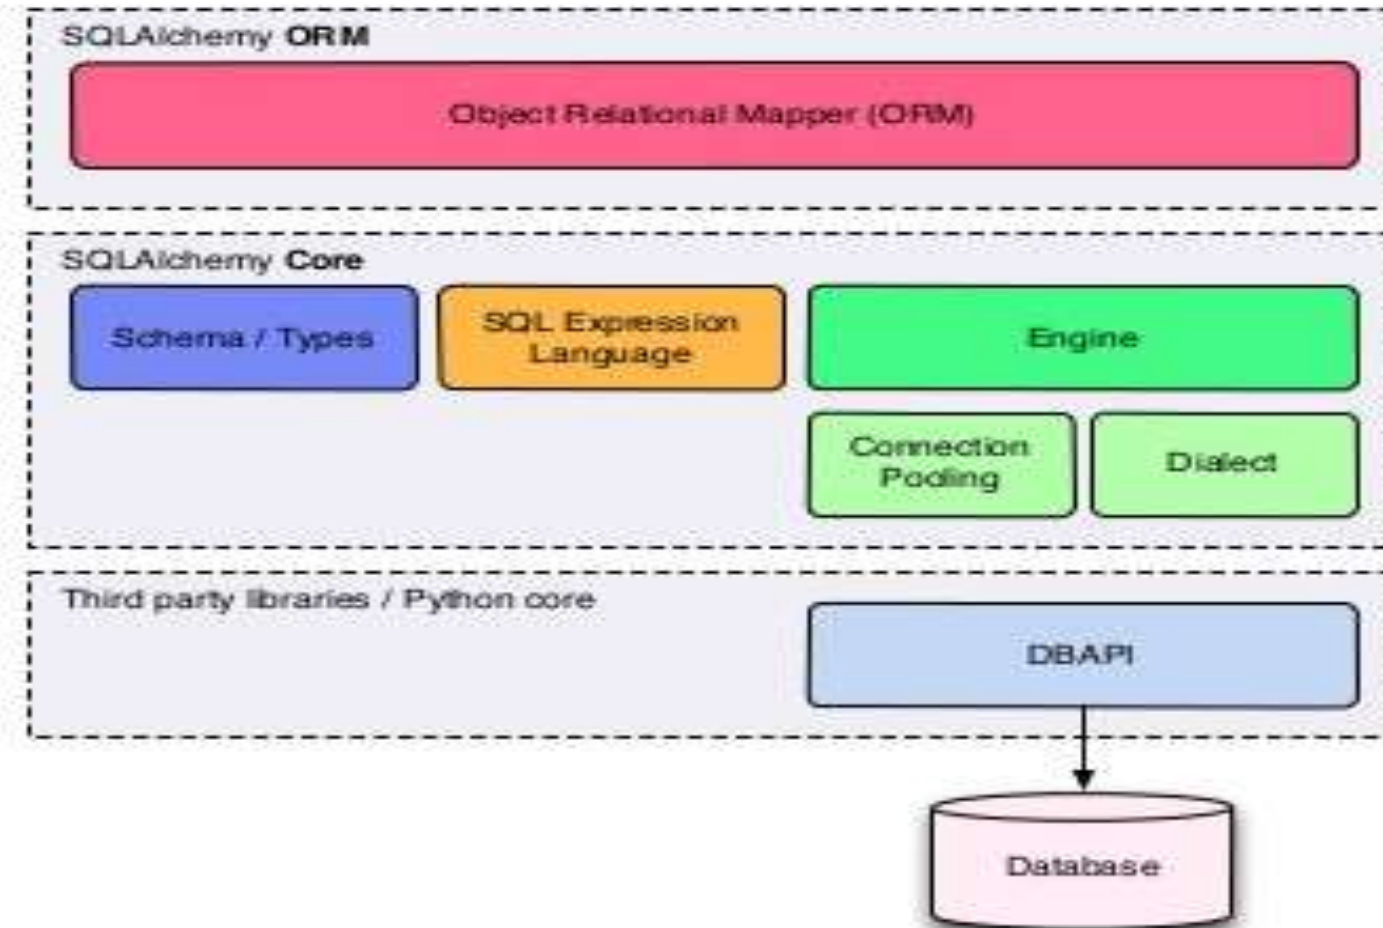 SQLAlchemy ORM
Object Relational Mapper (ORM)
SQLAlchemy Core
Schema / Types
SQL Expression
Language
Engine
Connection
Pooling
Dialect
Third party libraries / Python core
DBAPI
Database